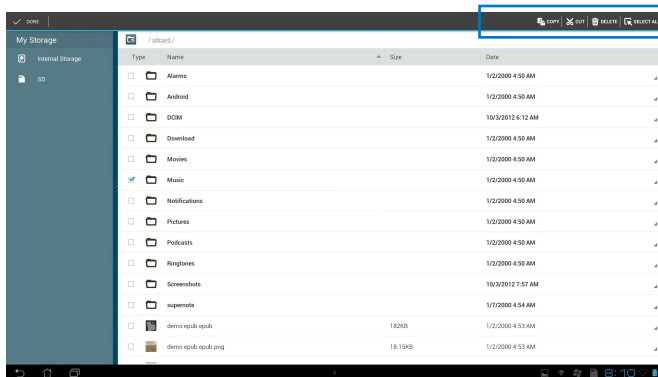 DONE COPY CUT DELETE SELECT ALL
My Storage / sdcard /
Internal Storage Type Name Size Date
SD Alarms 1/2/2000 4:50 AM
Android 1/2/2000 4:50 AM
DCIM 10/3/2012 6:12 AM
Download 1/2/2000 4:50 AM
Movies 1/2/2000 4:50 AM
Music 1/2/2000 4:50 AM
Notifications 1/2/2000 4:50 AM
Pictures 1/2/2000 4:50 AM
Podcasts 1/2/2000 4:50 AM
Ringtones 1/2/2000 4:50 AM
Screenshots 10/3/2012 7:57 AM
supernote 1/7/2000 4:54 AM
demo epub.epub 182KB 1/2/2000 4:53 AM
demo epub.epub.png 18.15KB 1/2/2000 4:53 AM
8:10